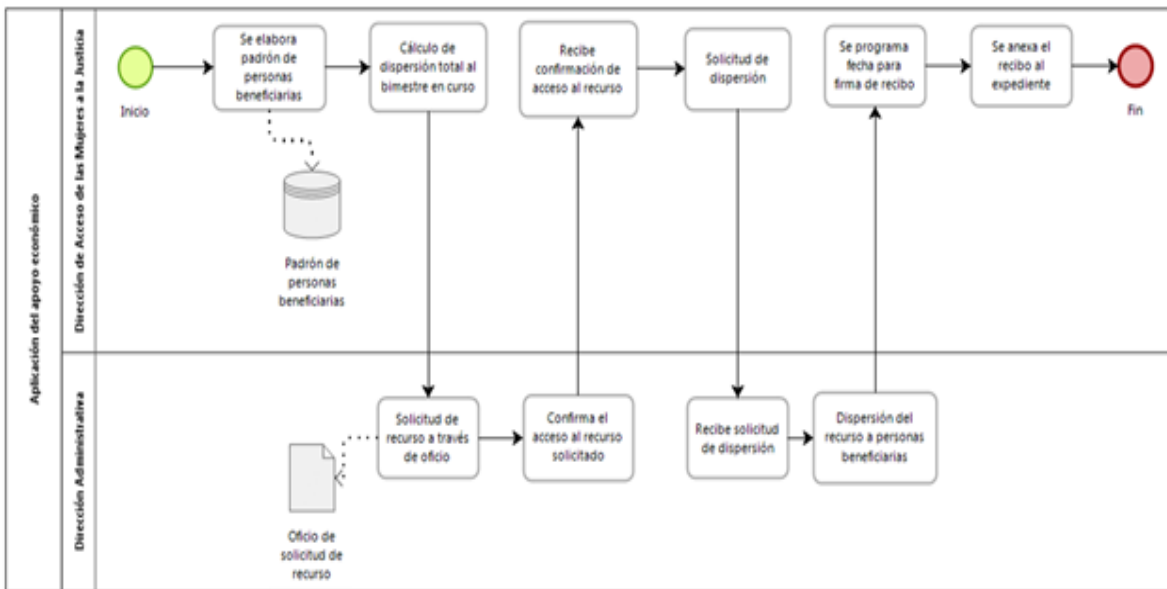 Aplicación del apoyo económico
Dirección de Acceso de las Mujeres a la Justicia
Inicio
Se elabora
padrón de
personas
beneficiarias
Padrón de
personas
beneficiarias
Cálculo de
dispersión total al
bimestre en curso
Recibe
confirmación de
acceso al recurso
Solicitud de
dispersión
Se programa
fecha para
firma de recibo
Se anexa el
recibo al
expediente
Fin
Dirección Administrativa
Oficio de
solicitud de
recurso
Solicitud de
recurso a través
de oficio
Confirma el
acceso al recurso
solicitado
Recibe solicitud
de dispersión
Dispersión del
recurso a personas
beneficiarias